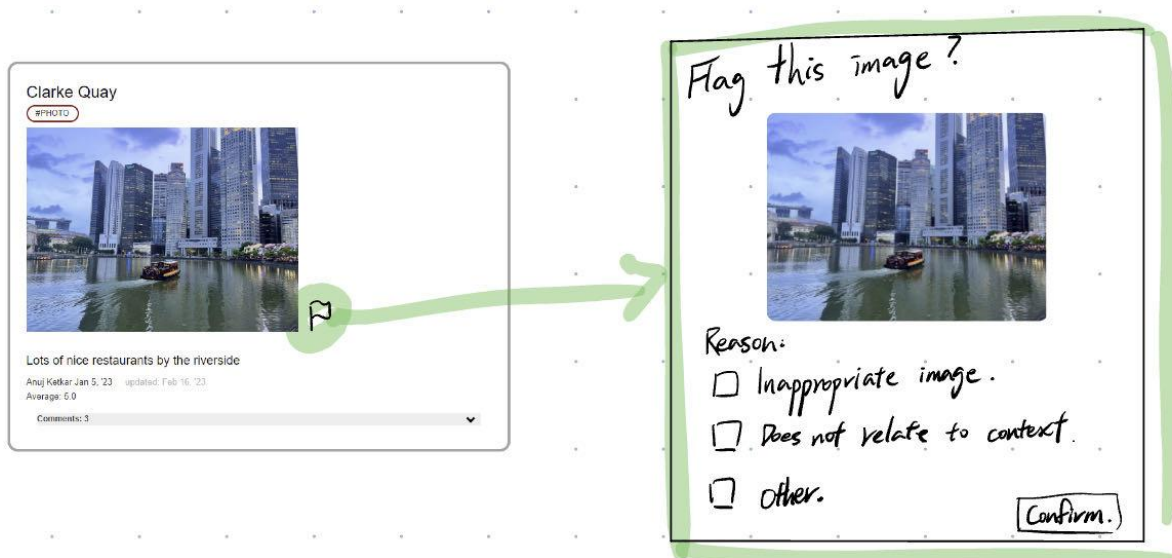 Clarke Quay
#PHOTO
Lots of nice restaurants by the riverside
Anuj Ketkar Jan 5, '23 updated: Feb 16, '23
Average: 5.0
Comments: 3
Flag this image?
Reason:
Inappropriate image.
Does not relate to context.
Other.
Confirm.